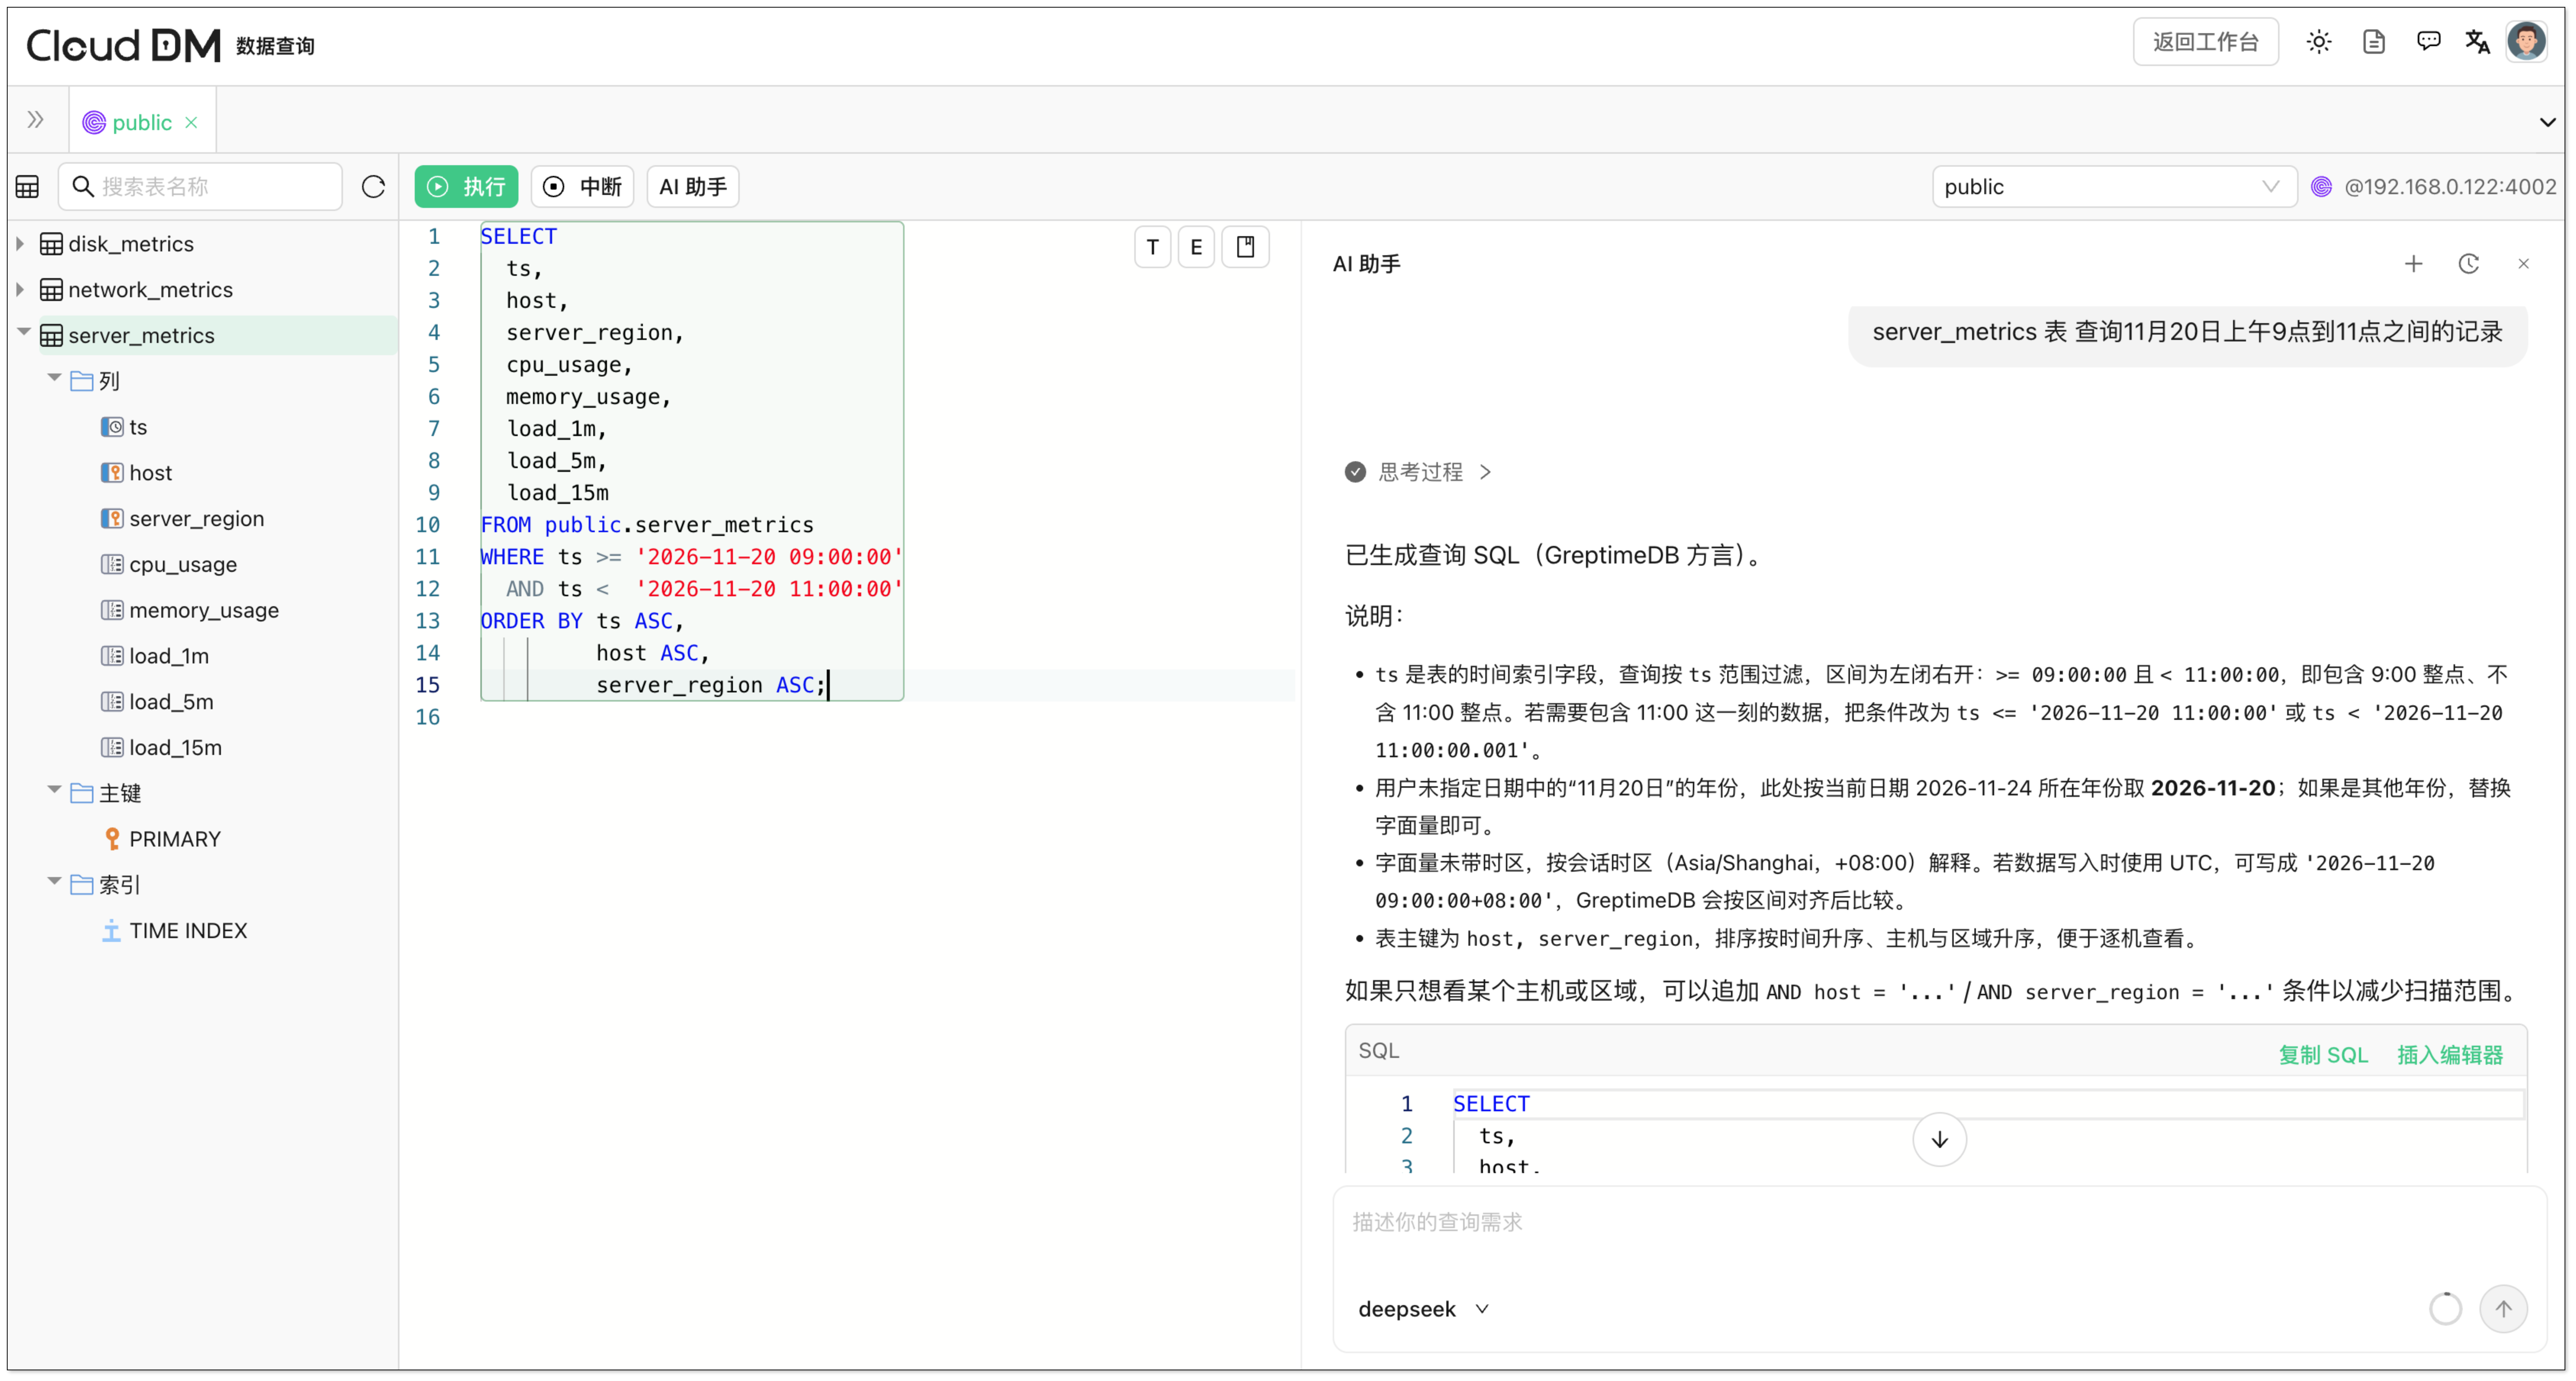 Cloud DM 数据查询
返回工作台
public
搜索表名称
执行
中断
AI 助手
public
@192.168.0.122:4002
disk_metrics
network_metrics
server_metrics
列
ts
host
server_region
cpu_usage
memory_usage
load_1m
load_5m
load_15m
主键
PRIMARY
索引
TIME INDEX
T
E
1 SELECT
2 ts,
3 host,
4 server_region,
5 cpu_usage,
6 memory_usage,
7 load_1m,
8 load_5m,
9 load_15m
10 FROM public.server_metrics
11 WHERE ts >= '2026-11-20 09:00:00'
12 AND ts < '2026-11-20 11:00:00'
13 ORDER BY ts ASC,
14 host ASC,
15 server_region ASC;
16
AI 助手
server_metrics 表 查询11月20日上午9点到11点之间的记录
思考过程
已生成查询 SQL（GreptimeDB 方言）。
说明：
• ts 是表的时间索引字段，查询按 ts 范围过滤，区间为左闭右开：>= 09:00:00 且 < 11:00:00，即包含 9:00 整点、不
含 11:00 整点。若需要包含 11:00 这一刻的数据，把条件改为 ts <= '2026-11-20 11:00:00' 或 ts < '2026-11-20
11:00:00.001'。
• 用户未指定日期中的“11月20日”的年份，此处按当前日期 2026-11-24 所在年份取 2026-11-20；如果是其他年份，替换
字面量即可。
• 字面量未带时区，按会话时区（Asia/Shanghai，+08:00）解释。若数据写入时使用 UTC，可写成 '2026-11-20
09:00:00+08:00'，GreptimeDB 会按区间对齐后比较。
• 表主键为 host, server_region，排序按时间升序、主机与区域升序，便于逐机查看。
如果只想看某个主机或区域，可以追加 AND host = '...' / AND server_region = '...' 条件以减少扫描范围。
SQL
复制 SQL
插入编辑器
1 SELECT
2 ts,
3 host,
描述你的查询需求
deepseek